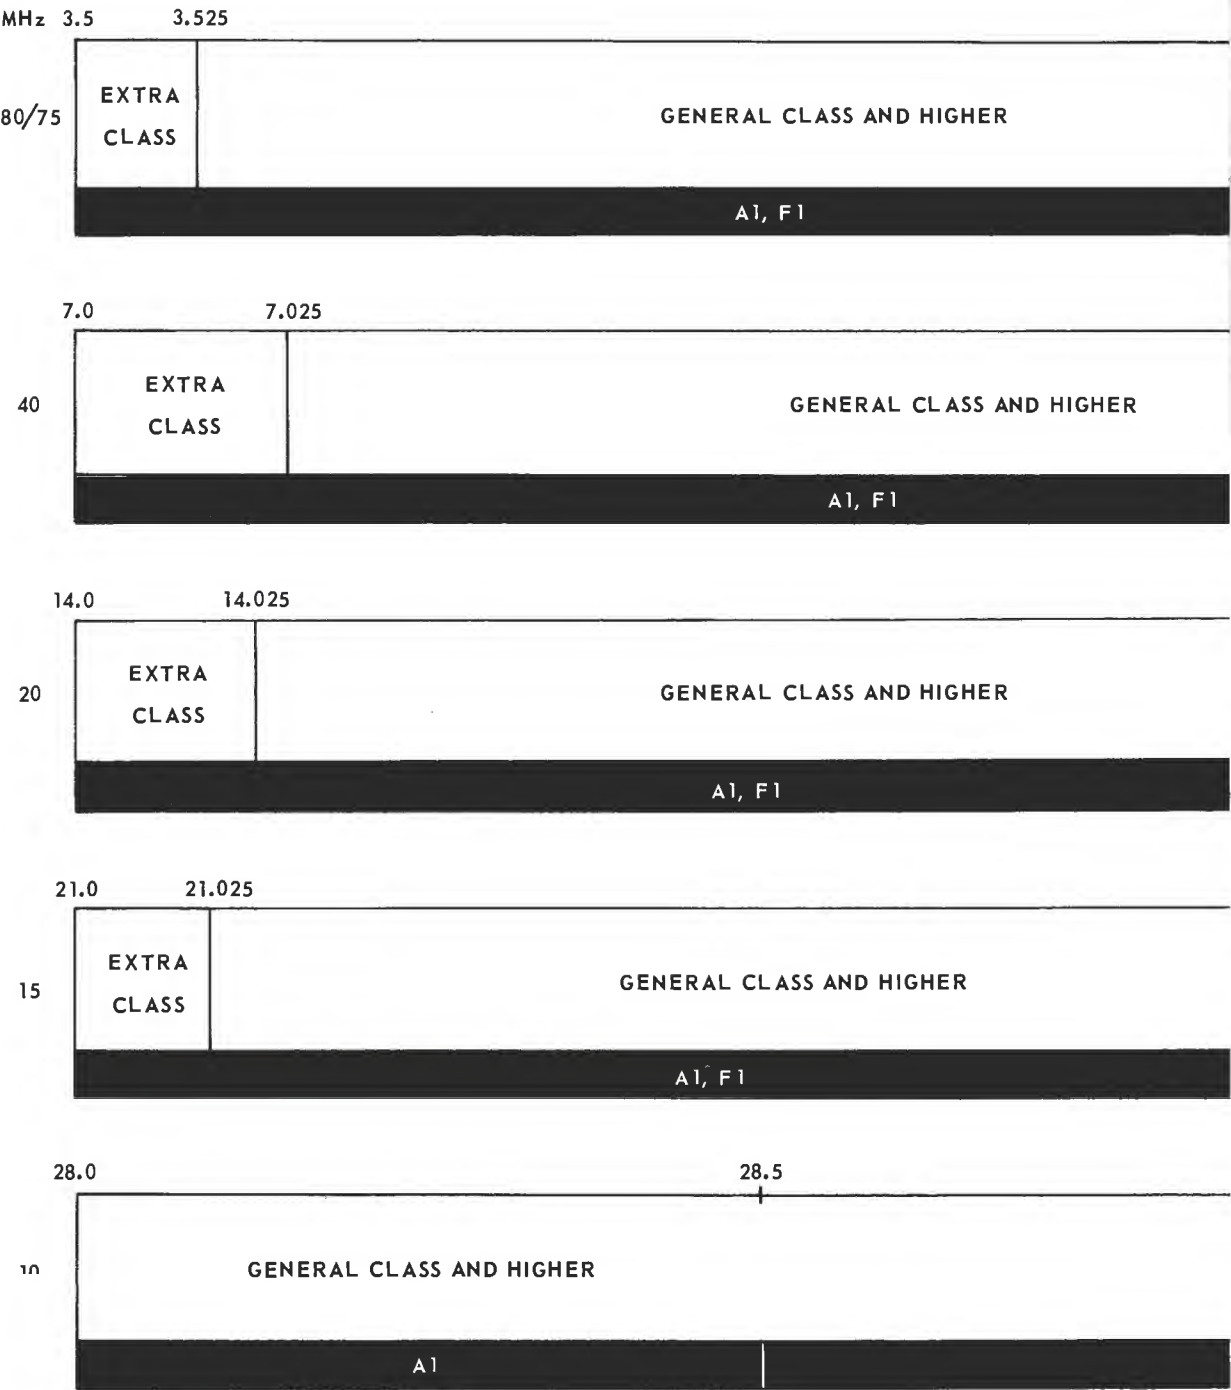 MHz 3.5 3.525
80/75
EXTRA
CLASS
GENERAL CLASS AND HIGHER
A1, F1
7.0 7.025
40
EXTRA
CLASS
GENERAL CLASS AND HIGHER
A1, F1
14.0 14.025
20
EXTRA
CLASS
GENERAL CLASS AND HIGHER
A1, F1
21.0 21.025
15
EXTRA
CLASS
GENERAL CLASS AND HIGHER
A1, F1
28.0 28.5
10
GENERAL CLASS AND HIGHER
A1